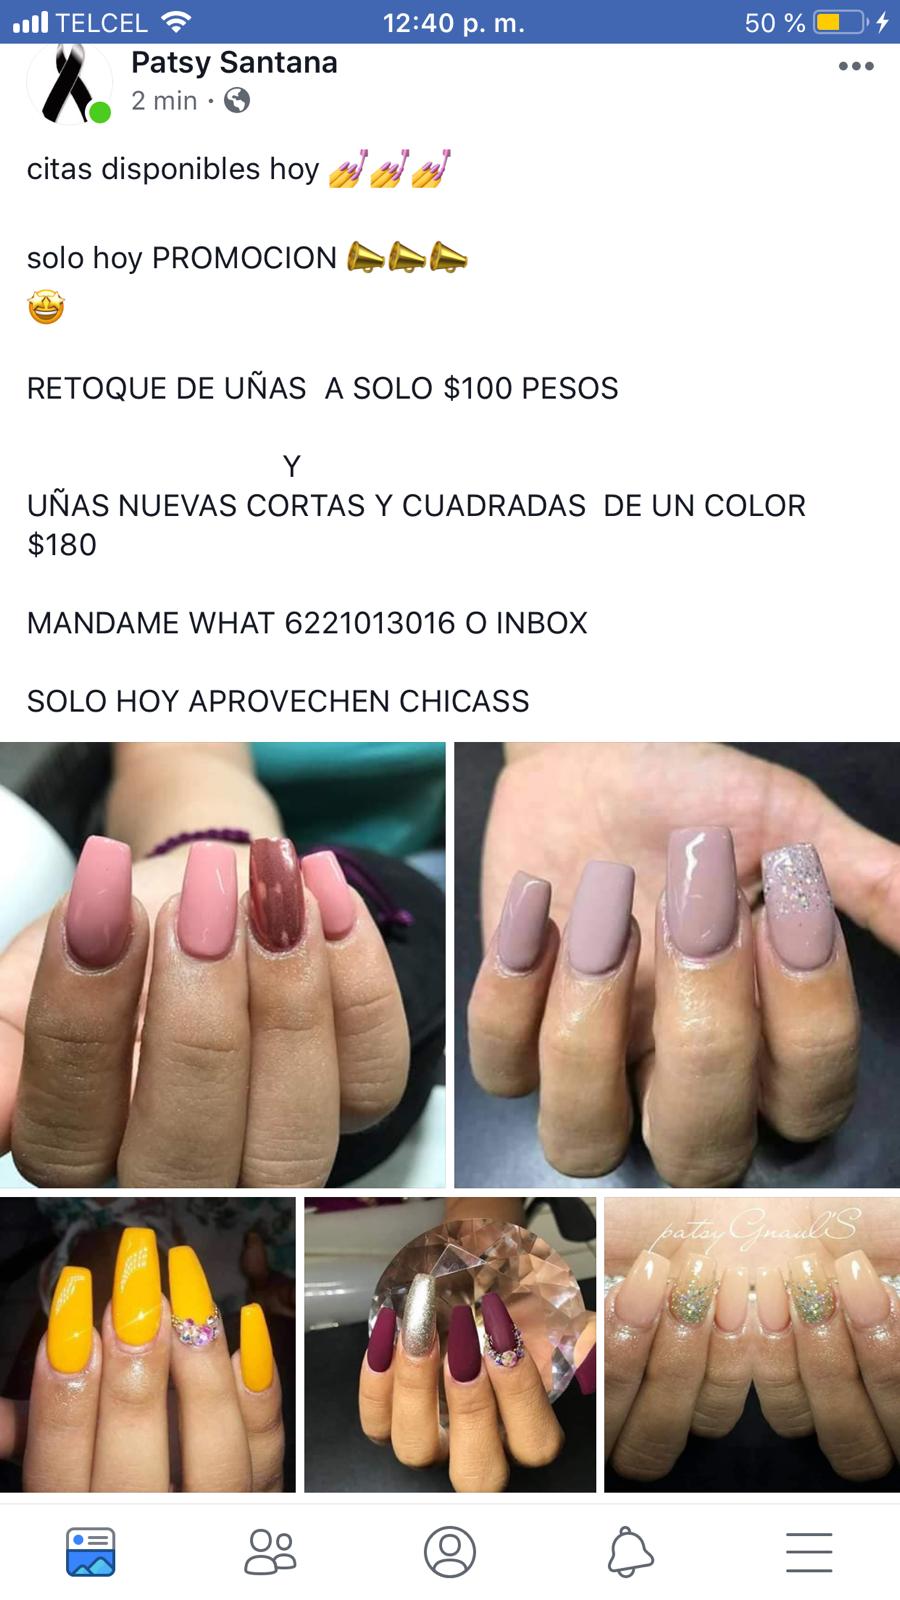 TELCEL 12:40 p. m. 50 %
Patsy Santana
2 min ·
citas disponibles hoy 💅💅💅
solo hoy PROMOCION 📣📣📣
🤩
RETOQUE DE UÑAS  A SOLO $100 PESOS
Y
UÑAS NUEVAS CORTAS Y CUADRADAS  DE UN COLOR
$180
MANDAME WHAT 6221013016 O INBOX
SOLO HOY APROVECHEN CHICASS
patsy Gnaul'S